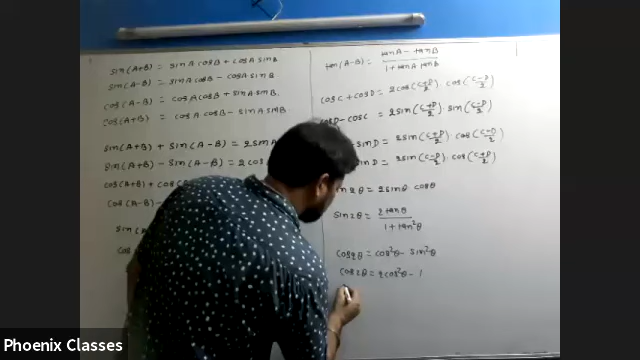 sin(A+B) = sinA cosB + cosA sinB
sin(A-B) = sinA cosB - cosA sinB
cos(A-B) = cosA cosB + sinA sinB.
cos(A+B) = cosA cosB - sinA sinB.
sin(A+B) + sin(A-B) = 2sinA
sin(A+B) - sin(A-B) = 2cos
cos(A+B) + cos(
cos(A+B) -
sin(
cos
tan(A-B) = tanA - tanB / 1 + tanA tanB
cosC + cosD = 2cos(C+D/2) · cos(C-D/2)
cosD - cosC = 2sin(C+D/2) · sin(C-D/2)
sinD = 2sin(C+D/2) · cos(C-D/2)
sinD = 2sin(C-D/2) · cos(C+D/2)
sin2θ = 2sinθ cosθ
sin2θ = 2tanθ / 1 + tan²θ
cos2θ = cos²θ - sin²θ
cos2θ = 2cos²θ - 1
Phoenix Classes